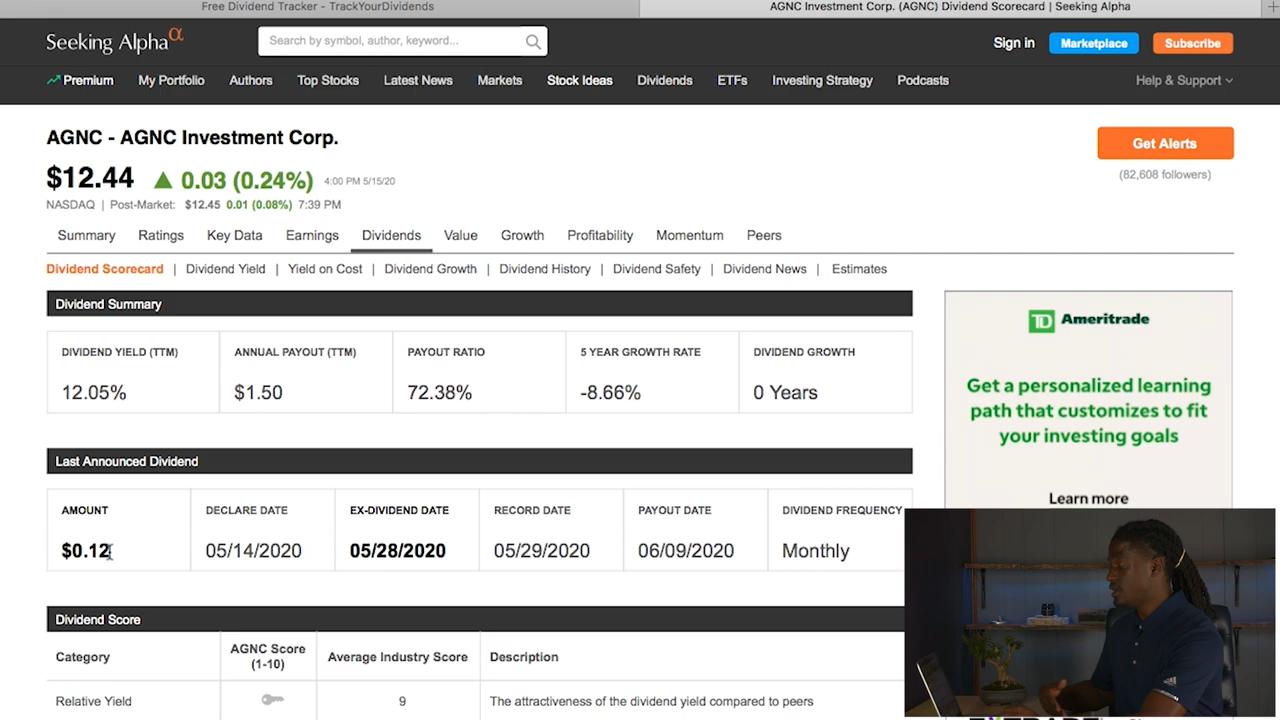 Free Dividend Tracker - TrackYourDividends
AGNC Investment Corp. (AGNC) Dividend Scorecard | Seeking Alpha
Seeking Alpha α
Search by symbol, author, keyword...
Sign in
Marketplace
Subscribe
Premium My Portfolio Authors Top Stocks Latest News Markets Stock Ideas Dividends ETFs Investing Strategy Podcasts Help & Support
AGNC - AGNC Investment Corp.
Get Alerts
$12.44 ▲ 0.03 (0.24%) 4:00 PM 5/15/20
(82,608 followers)
NASDAQ | Post-Market: $12.45 0.01 (0.08%) 7:39 PM
Summary Ratings Key Data Earnings Dividends Value Growth Profitability Momentum Peers
Dividend Scorecard | Dividend Yield | Yield on Cost | Dividend Growth | Dividend History | Dividend Safety | Dividend News | Estimates
Dividend Summary
DIVIDEND YIELD (TTM) ANNUAL PAYOUT (TTM) PAYOUT RATIO 5 YEAR GROWTH RATE DIVIDEND GROWTH
12.05% $1.50 72.38% -8.66% 0 Years
Last Announced Dividend
AMOUNT DECLARE DATE EX-DIVIDEND DATE RECORD DATE PAYOUT DATE DIVIDEND FREQUENCY
$0.12 05/14/2020 05/28/2020 05/29/2020 06/09/2020 Monthly
Dividend Score
Category AGNC Score Average Industry Score Description
(1-10)
Relative Yield 9 The attractiveness of the dividend yield compared to peers
TD Ameritrade
Get a personalized learning
path that customizes to fit
your investing goals
Learn more
adidas